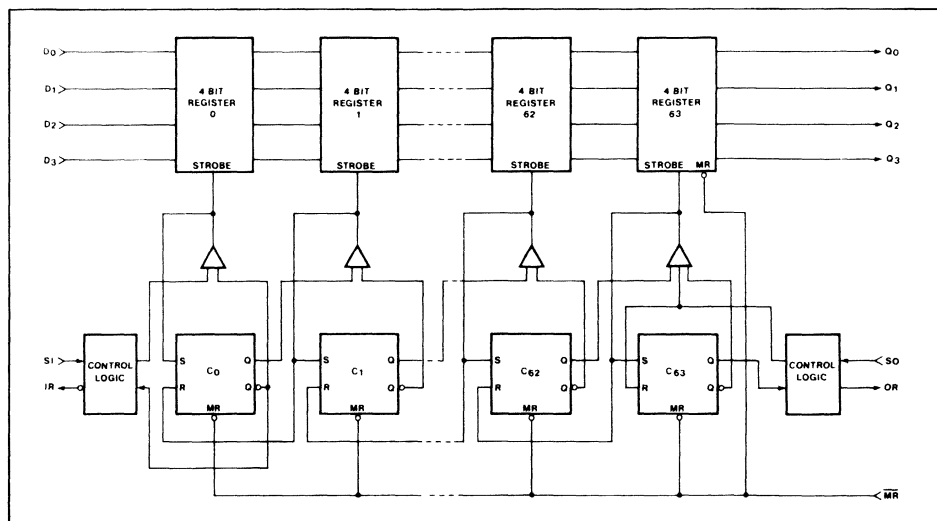 D0 Q0
D1 4 BIT REGISTER 0 4 BIT REGISTER 1 4 BIT REGISTER 62 4 BIT REGISTER 63 Q1
D2 Q2
D3 Q3
STROBE STROBE STROBE STROBE MR
SI CONTROL LOGIC S C0 Q S C1 Q S C62 Q S C63 Q CONTROL LOGIC SO
IR R Q R Q R Q R Q OR
MR MR MR MR
M̅R̅